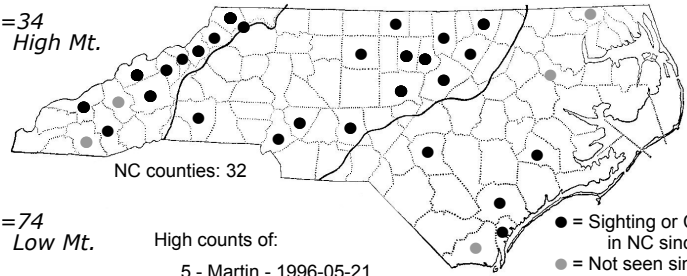 =34
High Mt.
NC counties: 32
=74
Low Mt.
High counts of:
5 - Martin - 1996-05-21
● = Sighting or
in NC sinc
● = Not seen sin